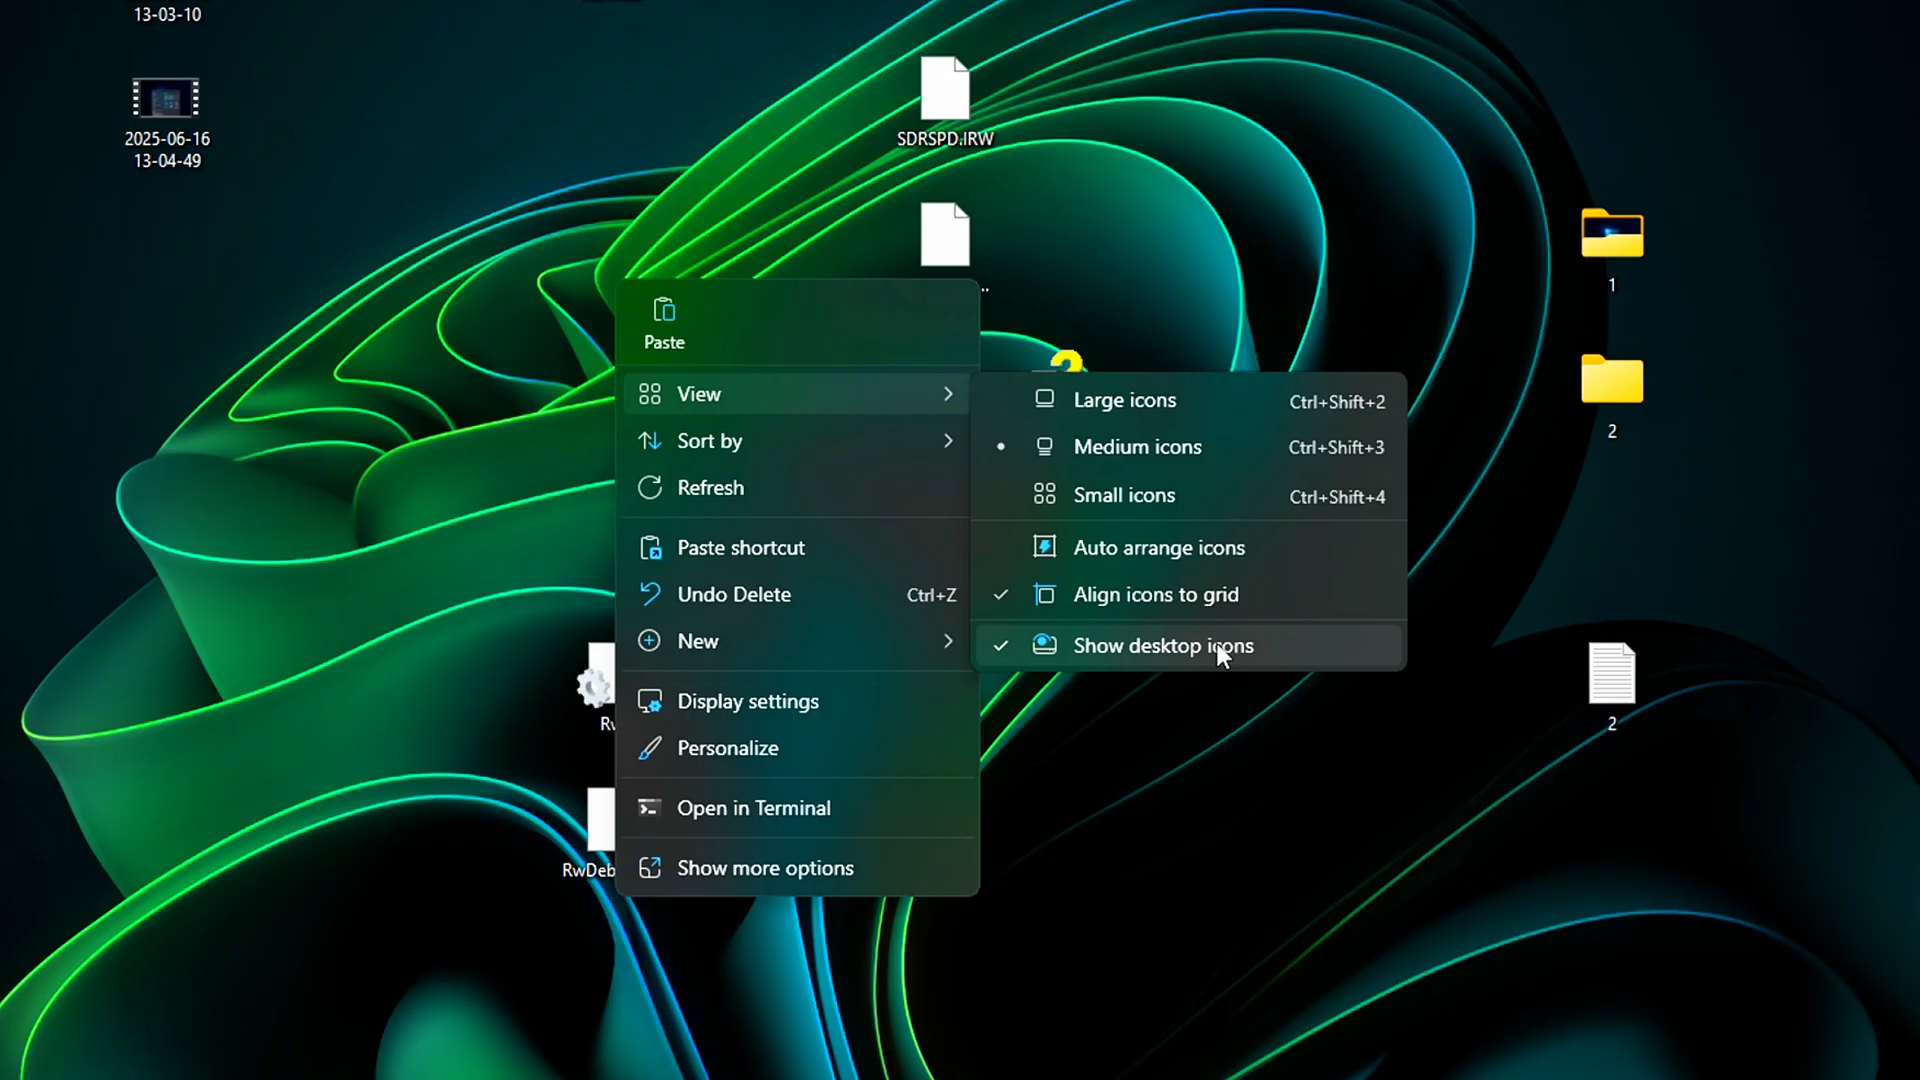 13-03-10
2025-06-16
13-04-49
SDRSPD.IRW
..
1
2
2
Paste
View
Sort by
Refresh
Paste shortcut
Undo Delete Ctrl+Z
New
Display settings
Personalize
Open in Terminal
Show more options
Large icons Ctrl+Shift+2
Medium icons Ctrl+Shift+3
Small icons Ctrl+Shift+4
Auto arrange icons
Align icons to grid
Show desktop icons
RwDeb